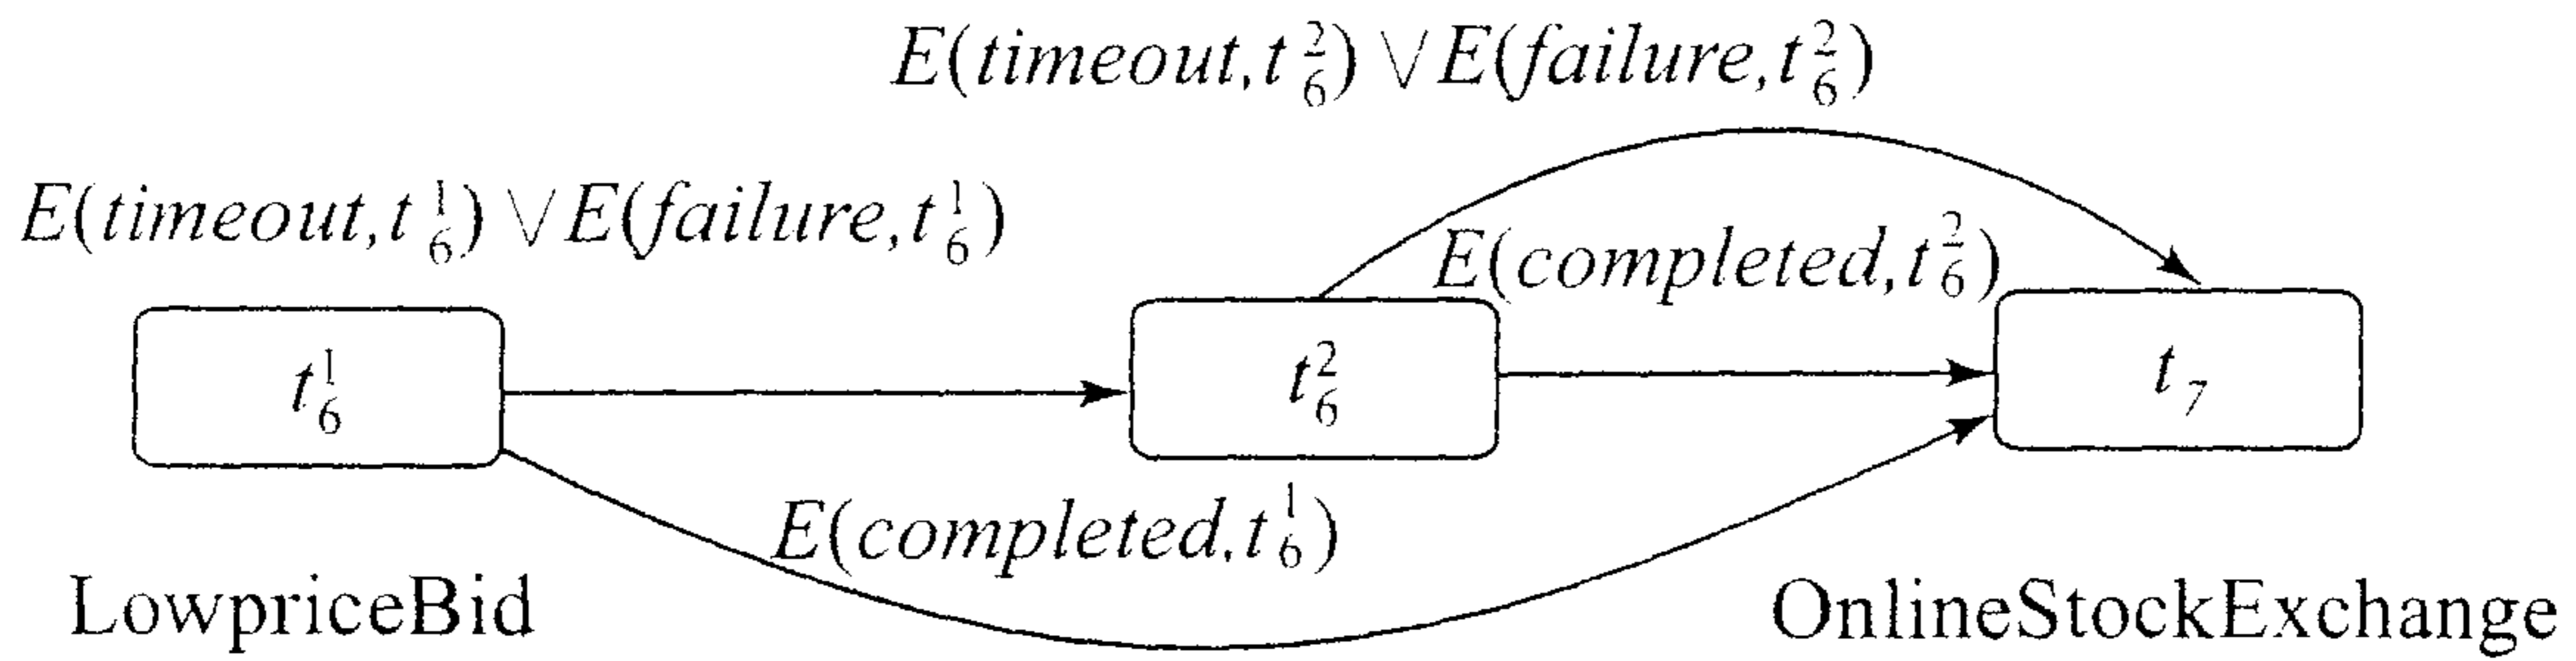 E(timeout,t₆²) ∨ E(failure,t₆²)
E(timeout,t₆¹) ∨ E(failure,t₆¹)
E(completed,t₆²)
t₆¹
t₆²
t₇
E(completed,t₆¹)
LowpriceBid
OnlineStockExchange